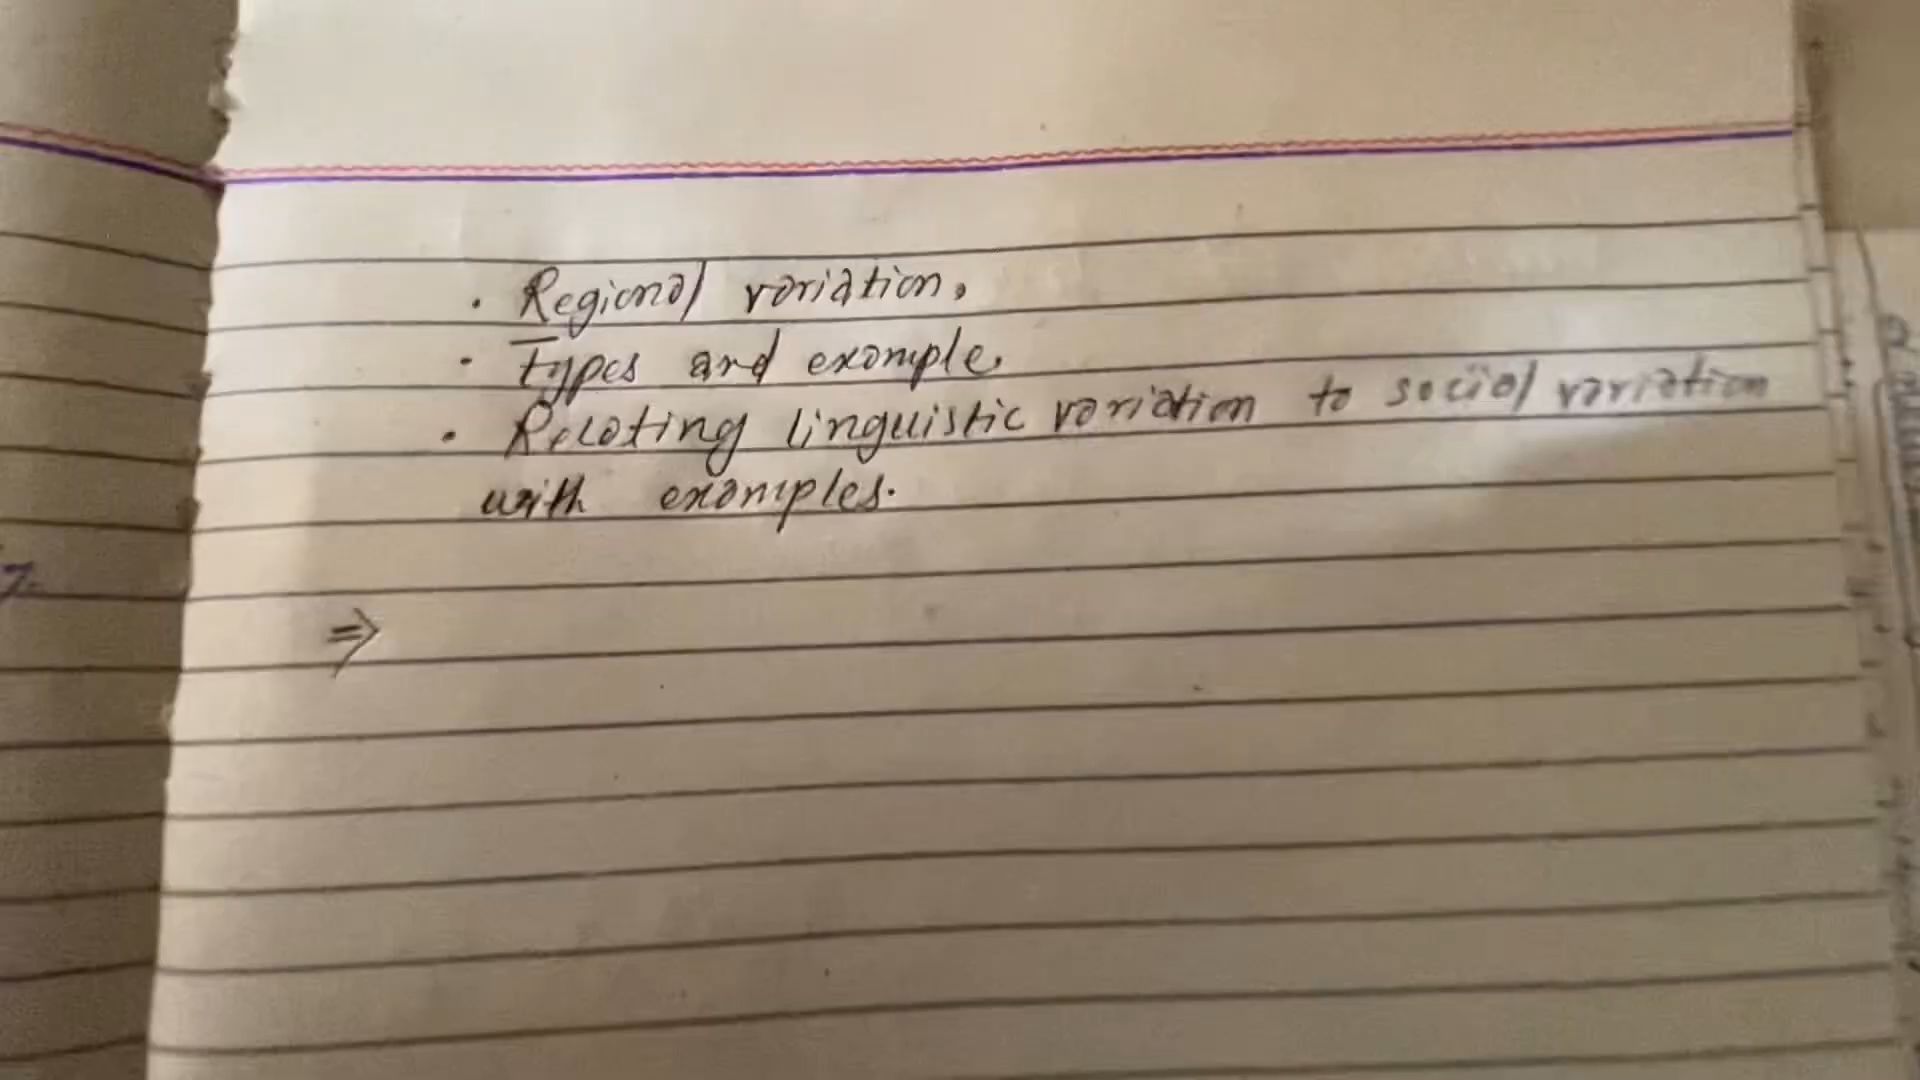 · Regional variation,
· Types and example,
· Relating linguistic variation to social variation
with examples.
⇒